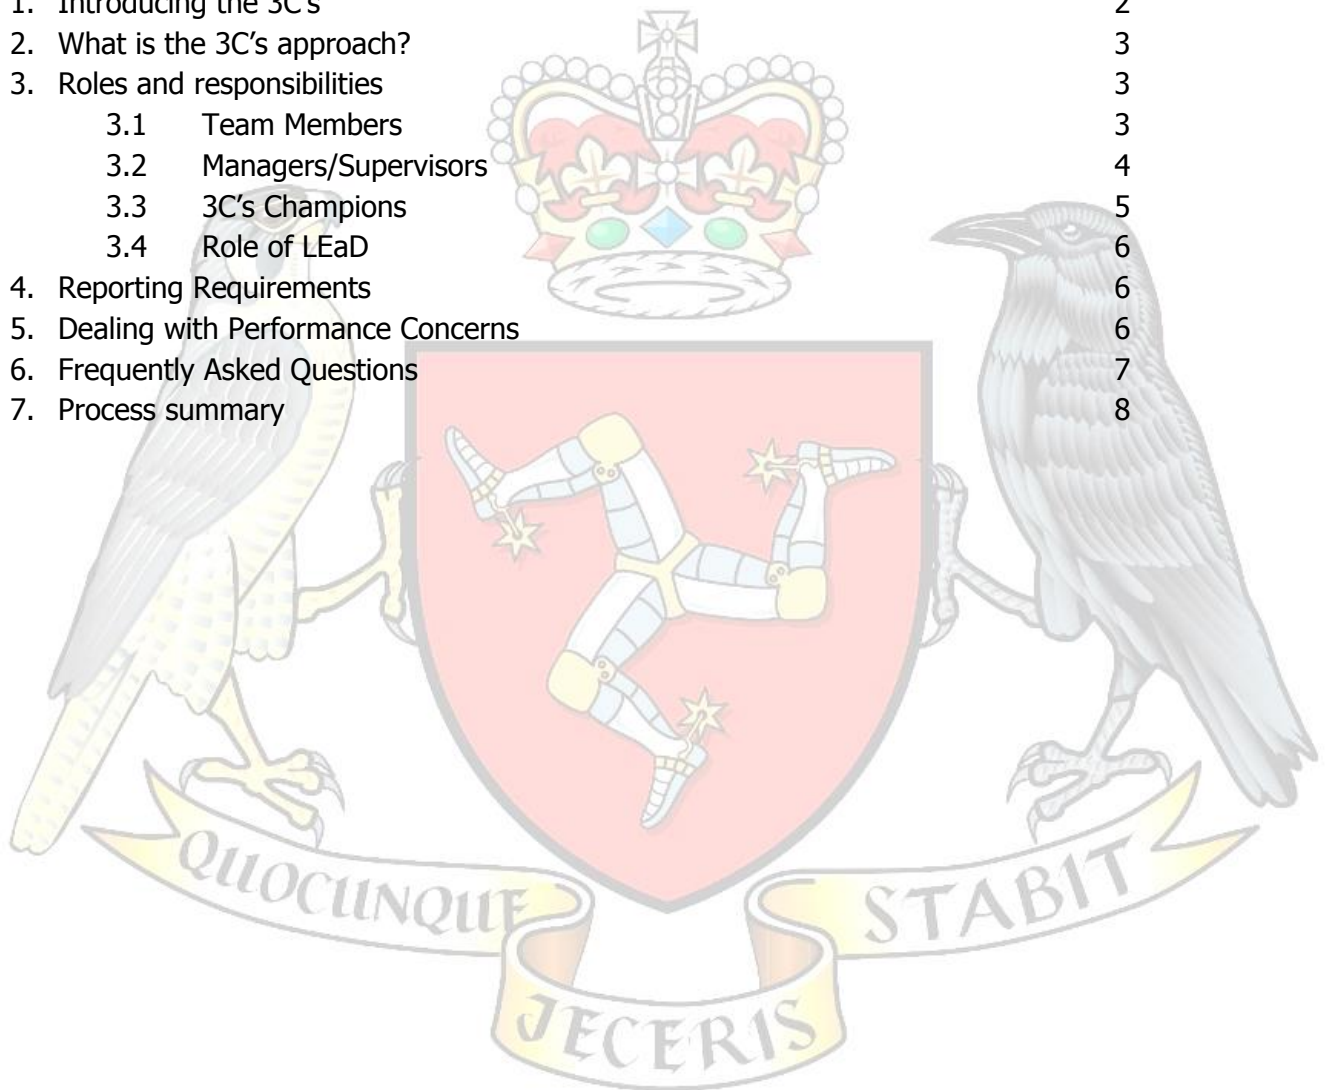 1. Introducing the 3C's 2
2. What is the 3C’s approach? 3
3. Roles and responsibilities 3
3.1 Team Members 3
3.2 Managers/Supervisors 4
3.3 3C’s Champions 5
3.4 Role of LEaD 6
4. Reporting Requirements 6
5. Dealing with Performance Concerns 6
6. Frequently Asked Questions 7
7. Process summary 8
QUOCUNQUE
JECERIS
STABIT